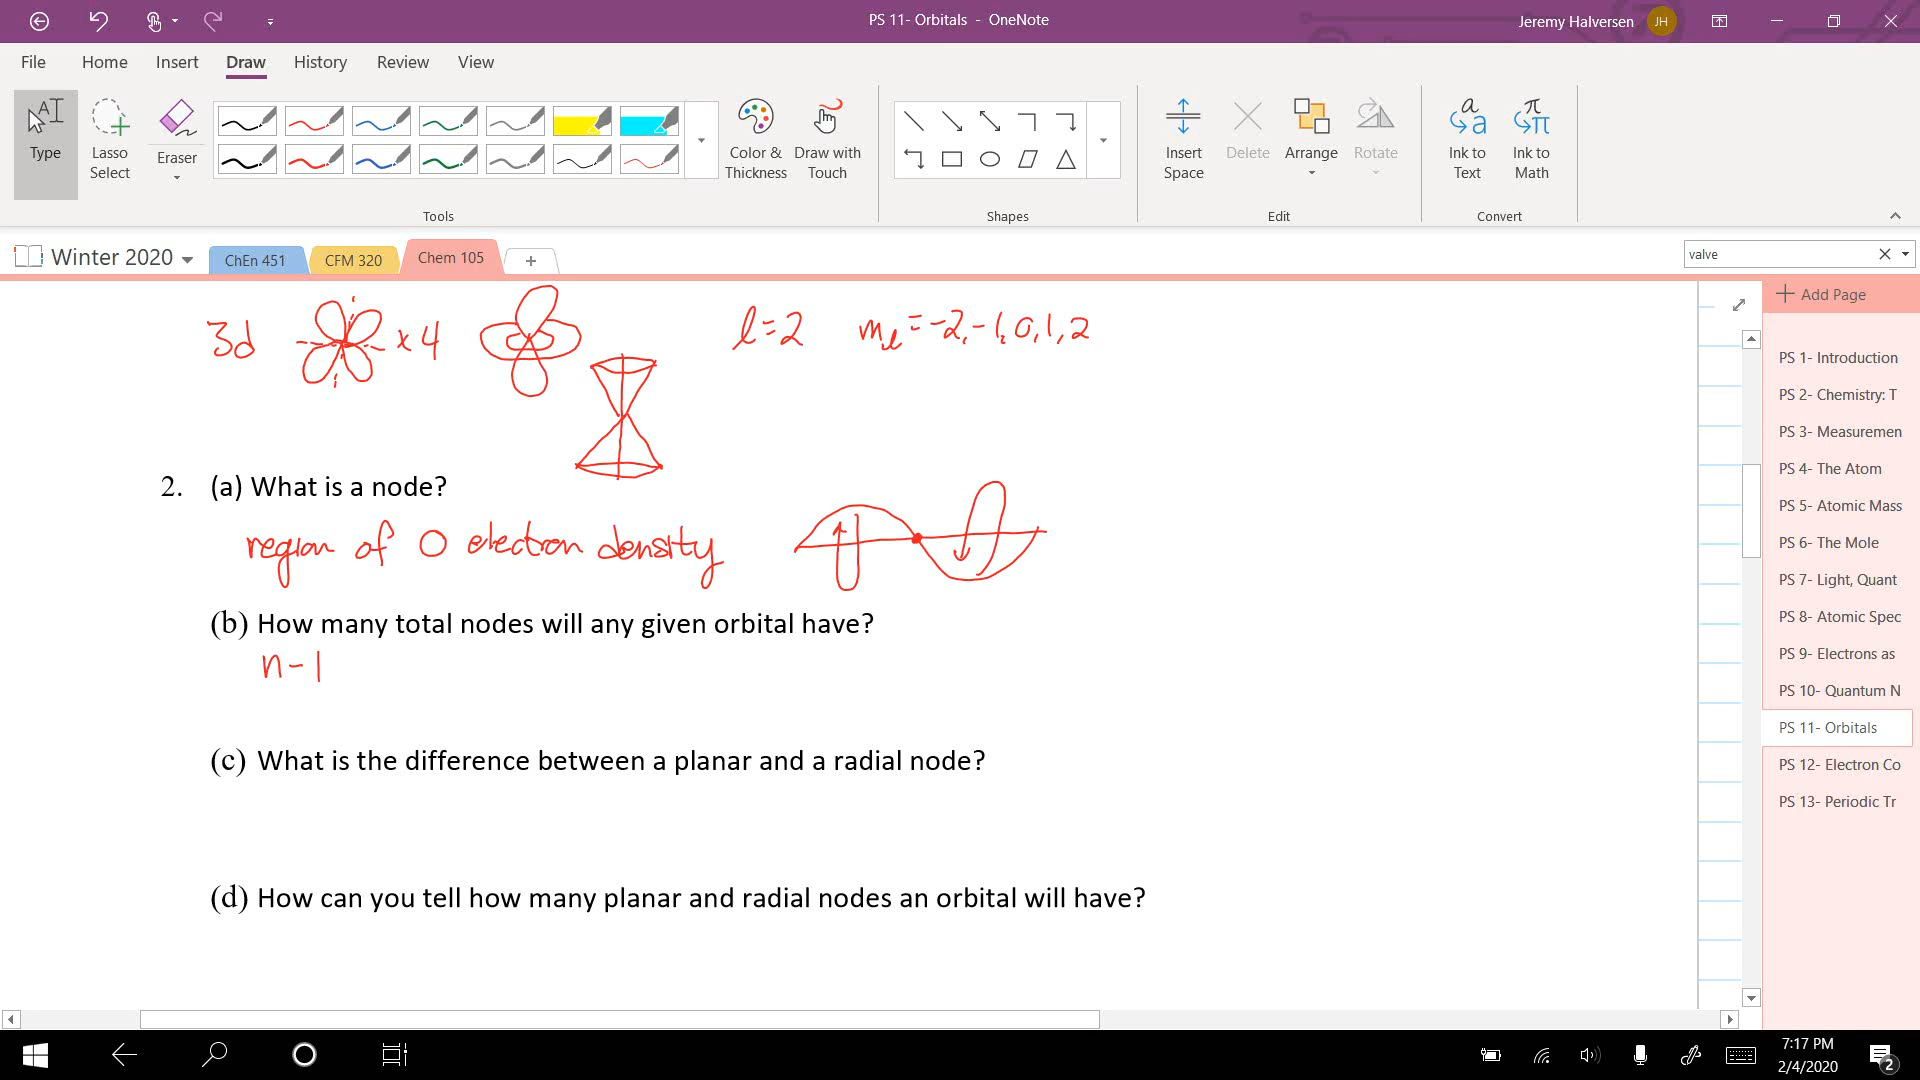 PS 11- Orbitals - OneNote
Jeremy Halversen
JH
File Home Insert Draw History Review View
Type
Lasso Select
Eraser
Color & Thickness
Draw with Touch
Insert Space
Delete
Arrange
Rotate
Ink to Text
Ink to Math
Tools
Shapes
Edit
Convert
Winter 2020
ChEn 451
CFM 320
Chem 105
valve
Add Page
3d x 4 l=2 ml=-2,-1,0,1,2
2. (a) What is a node?
region of 0 electron density
(b) How many total nodes will any given orbital have?
n-1
(c) What is the difference between a planar and a radial node?
(d) How can you tell how many planar and radial nodes an orbital will have?
PS 1- Introduction
PS 2- Chemistry: T
PS 3- Measuremen
PS 4- The Atom
PS 5- Atomic Mass
PS 6- The Mole
PS 7- Light, Quant
PS 8- Atomic Spec
PS 9- Electrons as
PS 10- Quantum N
PS 11- Orbitals
PS 12- Electron Co
PS 13- Periodic Tr
7:17 PM
2/4/2020
2